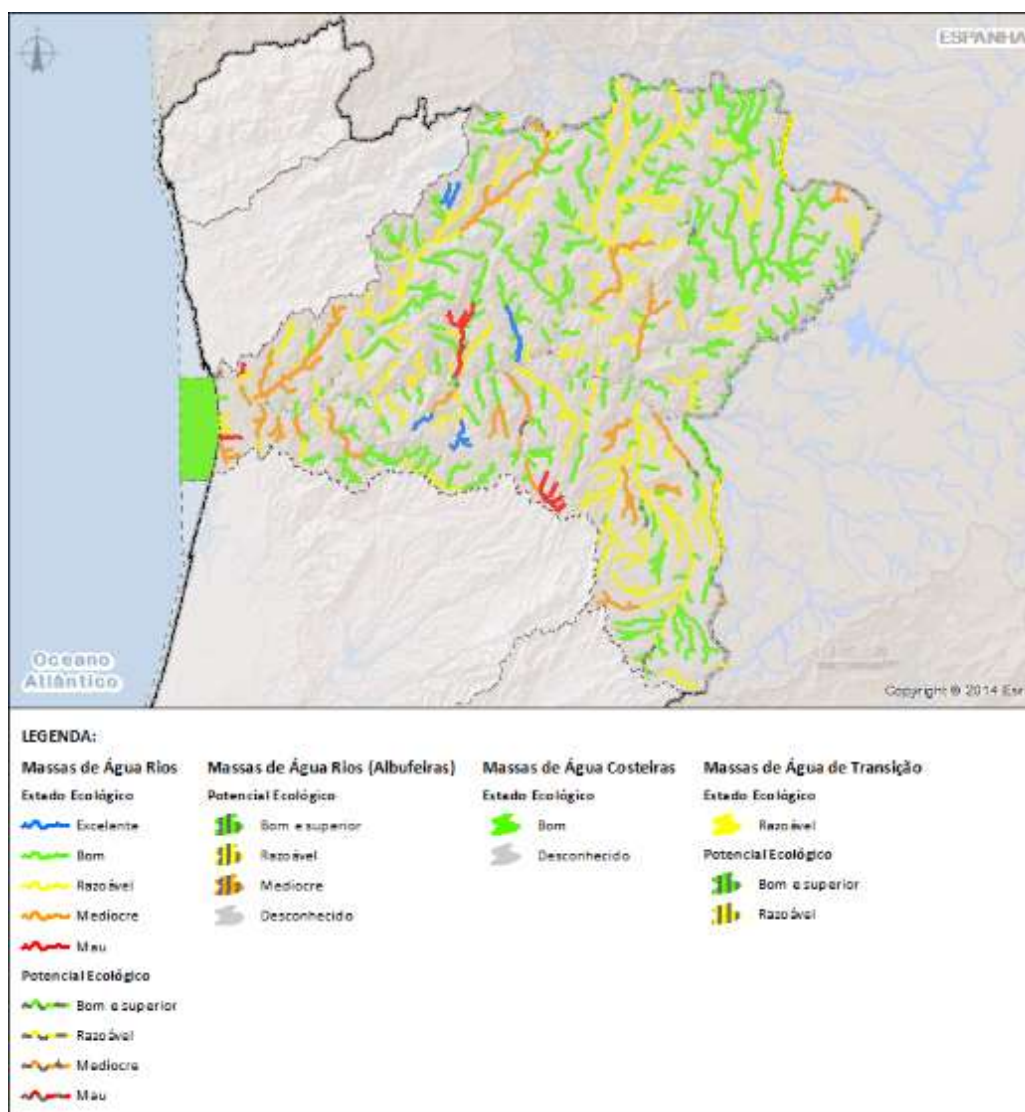 ESPANHA
Oceano
Atlântico
Copyright © 2014 Esri
LEGENDA:
Massas de Água Rios
Estado Ecológico
Excelente
Bom
Razoável
Medíocre
Mau
Potencial Ecológico
Bom e superior
Razoável
Medíocre
Mau
Massas de Água Rios (Albufeiras)
Potencial Ecológico
Bom e superior
Razoável
Medíocre
Desconhecido
Massas de Água Costeiras
Estado Ecológico
Bom
Desconhecido
Massas de Água de Transição
Estado Ecológico
Razoável
Potencial Ecológico
Bom e superior
Razoável